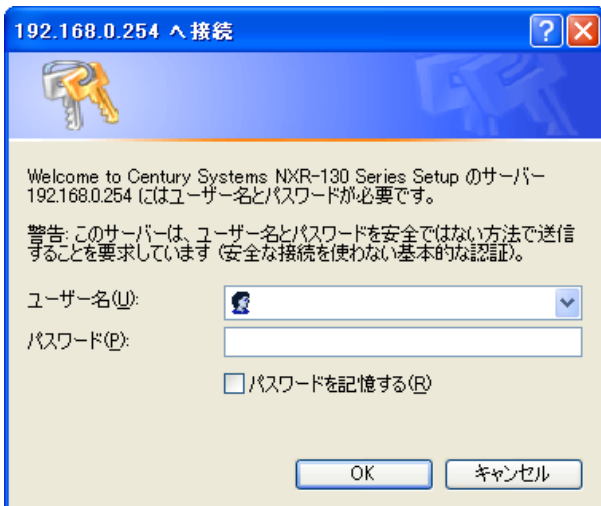 192.168.0.254 へ接続
Welcome to Century Systems NXR-130 Series Setup のサーバー
192.168.0.254 にはユーザー名とパスワードが必要です。
警告: このサーバーは、ユーザー名とパスワードを安全ではない方法で送信
することを要求しています (安全な接続を使わない基本的な認証)。
ユーザー名(U):
パスワード(P):
パスワードを記憶する(R)
OK キャンセル